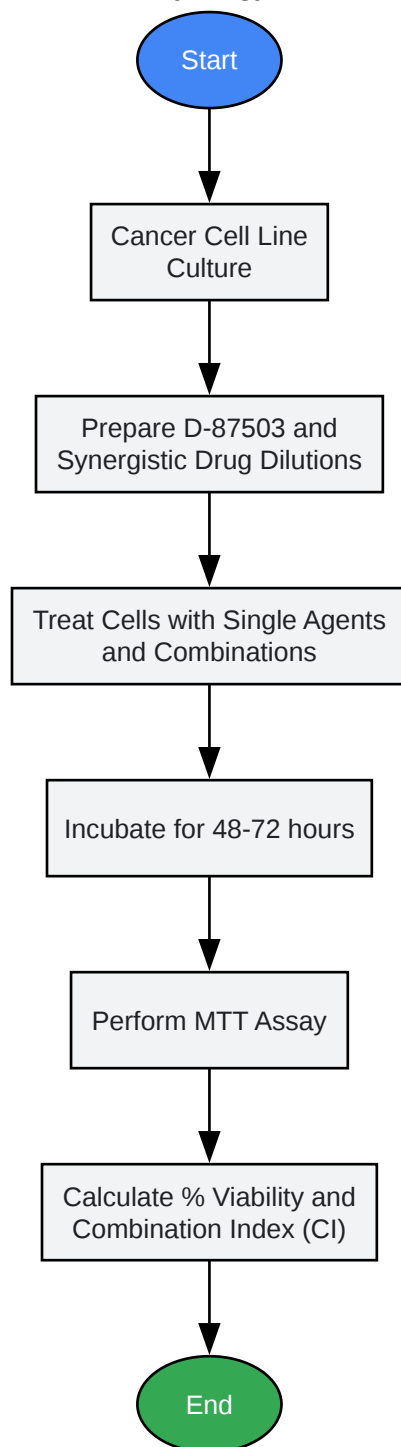 Start
Cancer Cell Line
Culture
Prepare D-87503 and
Synergistic Drug Dilutions
Treat Cells with Single Agents
and Combinations
Incubate for 48-72 hours
Perform MTT Assay
Calculate % Viability and
Combination Index (CI)
End